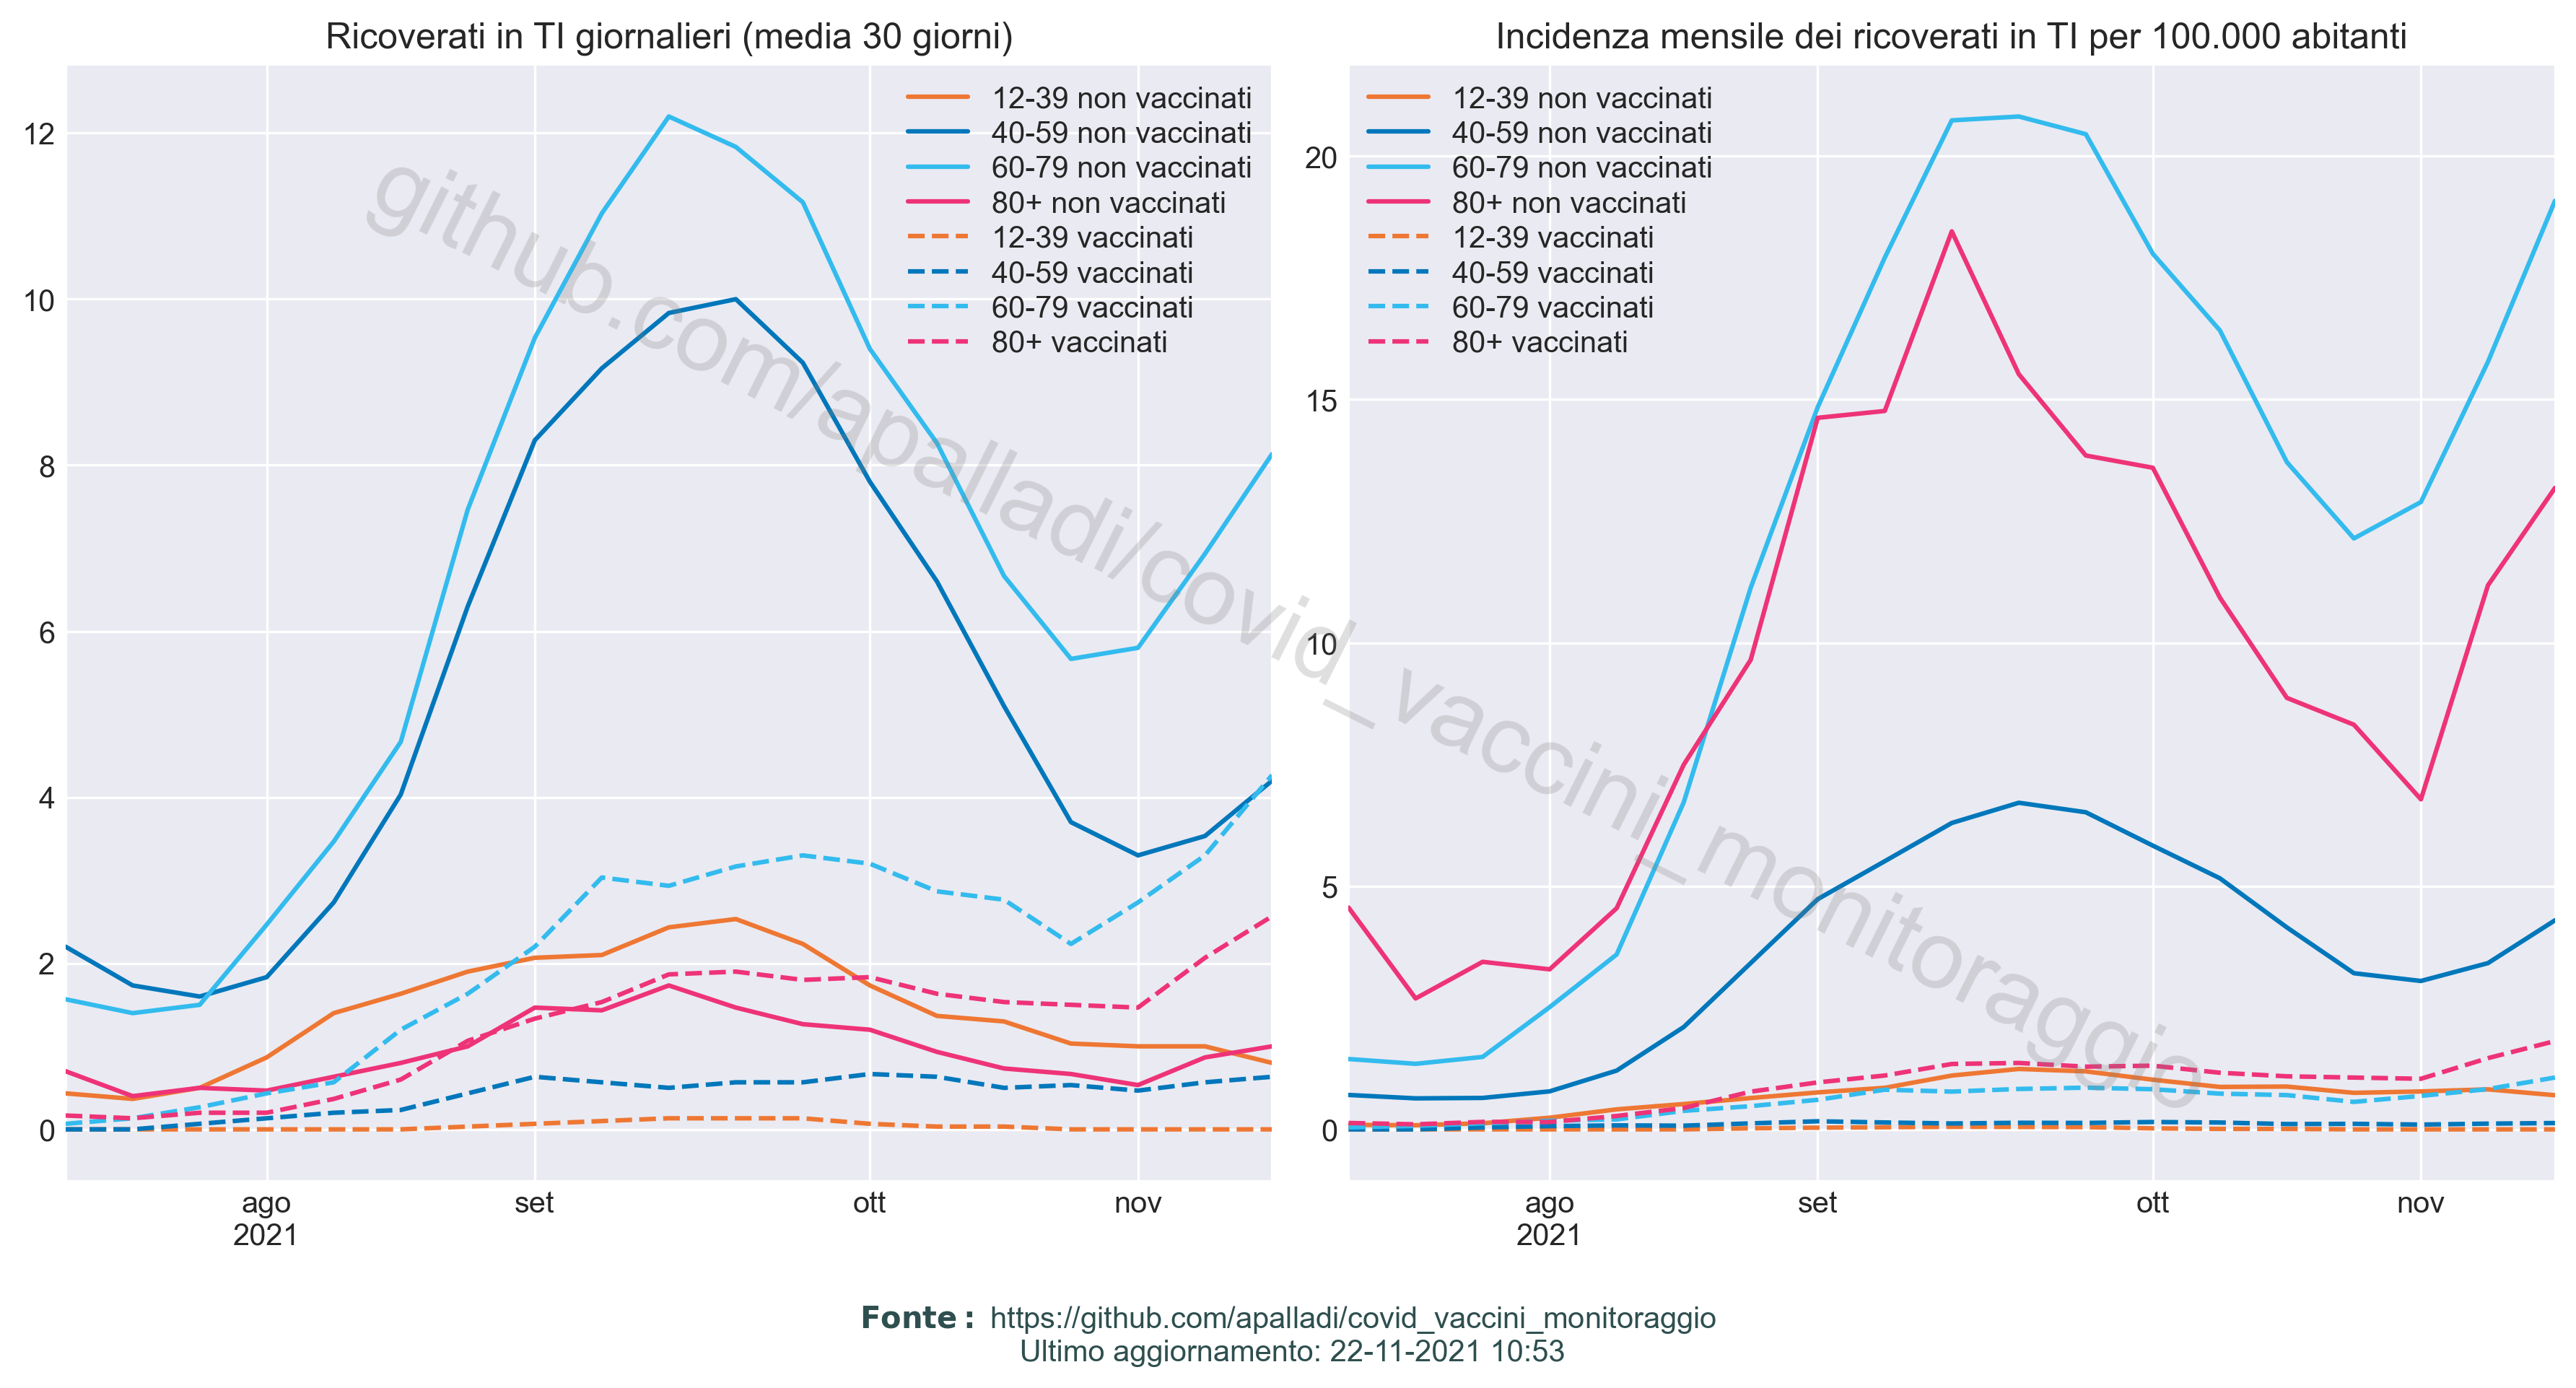 Ricoverati in TI giornalieri (media 30 giorni)
12
10
8
6
4
2
0
12-39 non vaccinati
40-59 non vaccinati
60-79 non vaccinati
80+ non vaccinati
12-39 vaccinati
40-59 vaccinati
60-79 vaccinati
80+ vaccinati
ago
2021
set
ott
nov
Incidenza mensile dei ricoverati in TI per 100.000 abitanti
20
15
10
5
0
12-39 non vaccinati
40-59 non vaccinati
60-79 non vaccinati
80+ non vaccinati
12-39 vaccinati
40-59 vaccinati
60-79 vaccinati
80+ vaccinati
ago
2021
set
ott
nov
github.com/apalladi/covid_vaccini_monitoraggio
Fonte: https://github.com/apalladi/covid_vaccini_monitoraggio
Ultimo aggiornamento: 22-11-2021 10:53